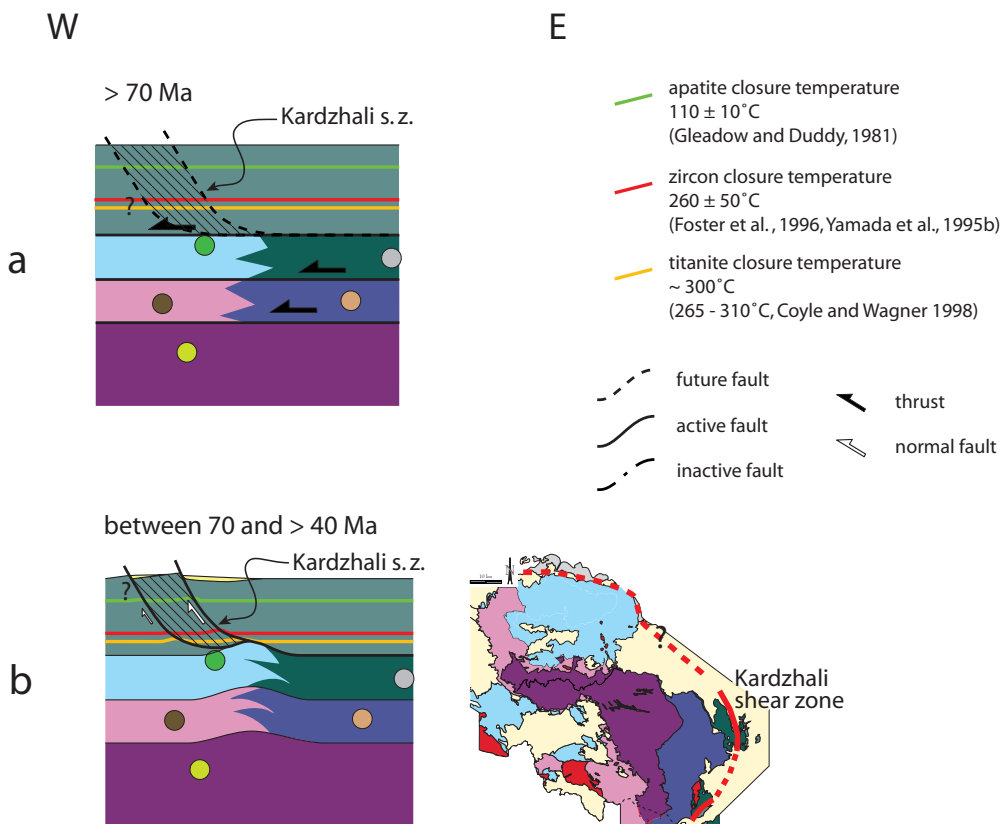 W
E
> 70 Ma
Kardzhali s. z.
?
a
apatite closure temperature
110 ± 10˚C
(Gleadow and Duddy, 1981)
zircon closure temperature
260 ± 50˚C
(Foster et al., 1996, Yamada et al., 1995b)
titanite closure temperature
~ 300˚C
(265 - 310˚C, Coyle and Wagner 1998)
future fault
active fault
inactive fault
thrust
normal fault
between 70 and > 40 Ma
Kardzhali s. z.
?
b
N
10 km
?
Kardzhali
shear zone